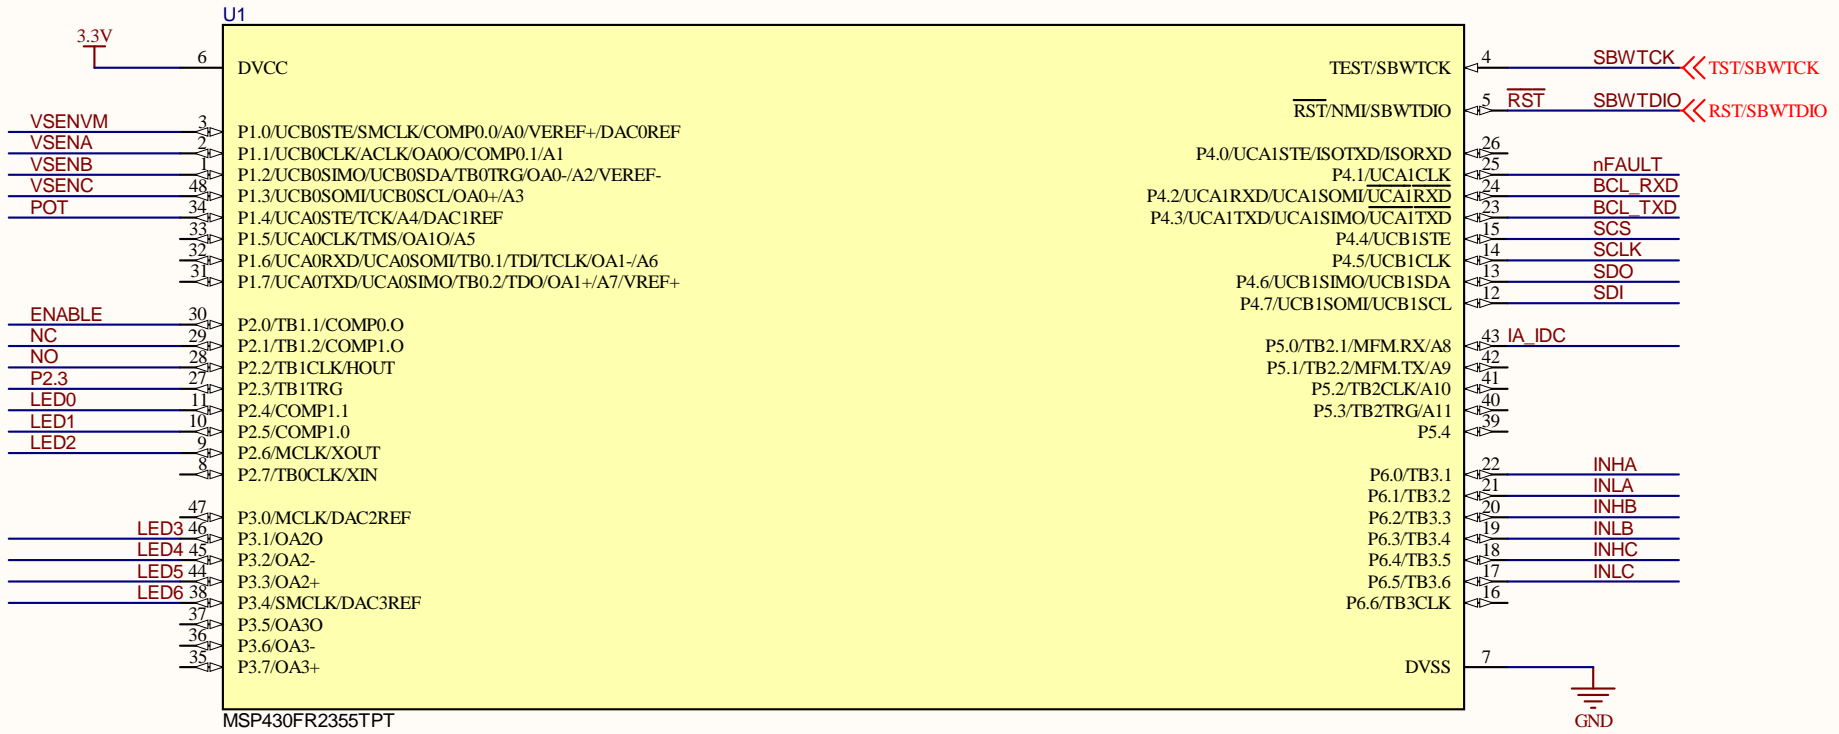 U1
3.3V
6 DVCC
TEST/SBWTCK 4 SBWTCK TST/SBWTCK
RST/NMI/SBWTDIO 5 RST SBWTDIO RST/SBWTDIO
VSENVM 3 P1.0/UCB0STE/SMCLK/COMP0.0/A0/VEREF+/DAC0REF
VSENA 2 P1.1/UCB0CLK/ACLK/OA0O/COMP0.1/A1
VSENB 1 P1.2/UCB0SIMO/UCB0SDA/TB0TRG/OA0-/A2/VEREF-
VSENC 48 P1.3/UCB0SOMI/UCB0SCL/OA0+/A3
POT 34 P1.4/UCA0STE/TCK/A4/DAC1REF
33 P1.5/UCA0CLK/TMS/OA1O/A5
32 P1.6/UCA0RXD/UCA0SOMI/TB0.1/TDI/TCLK/OA1-/A6
31 P1.7/UCA0TXD/UCA0SIMO/TB0.2/TDO/OA1+/A7/VREF+
ENABLE 30 P2.0/TB1.1/COMP0.O
NC 29 P2.1/TB1.2/COMP1.O
NO 28 P2.2/TB1CLK/HOUT
P2.3 27 P2.3/TB1TRG
LED0 11 P2.4/COMP1.1
LED1 10 P2.5/COMP1.0
LED2 9 P2.6/MCLK/XOUT
8 P2.7/TB0CLK/XIN
47 P3.0/MCLK/DAC2REF
LED3 46 P3.1/OA2O
LED4 45 P3.2/OA2-
LED5 44 P3.3/OA2+
LED6 38 P3.4/SMCLK/DAC3REF
37 P3.5/OA3O
36 P3.6/OA3-
35 P3.7/OA3+
P4.0/UCA1STE/ISOTXD/ISORXD 26
P4.1/UCA1CLK 25 nFAULT
P4.2/UCA1RXD/UCA1SOMI/UCA1RXD 24 BCL_RXD
P4.3/UCA1TXD/UCA1SIMO/UCA1TXD 23 BCL_TXD
P4.4/UCB1STE 15 SCS
P4.5/UCB1CLK 14 SCLK
P4.6/UCB1SIMO/UCB1SDA 13 SDO
P4.7/UCB1SOMI/UCB1SCL 12 SDI
P5.0/TB2.1/MFM.RX/A8 43 IA_IDC
P5.1/TB2.2/MFM.TX/A9 42
P5.2/TB2CLK/A10 41
P5.3/TB2TRG/A11 40
P5.4 39
P6.0/TB3.1 22 INHA
P6.1/TB3.2 21 INLA
P6.2/TB3.3 20 INHB
P6.3/TB3.4 19 INLB
P6.4/TB3.5 18 INHC
P6.5/TB3.6 17 INLC
P6.6/TB3CLK 16
DVSS 7
GND
MSP430FR2355TPT